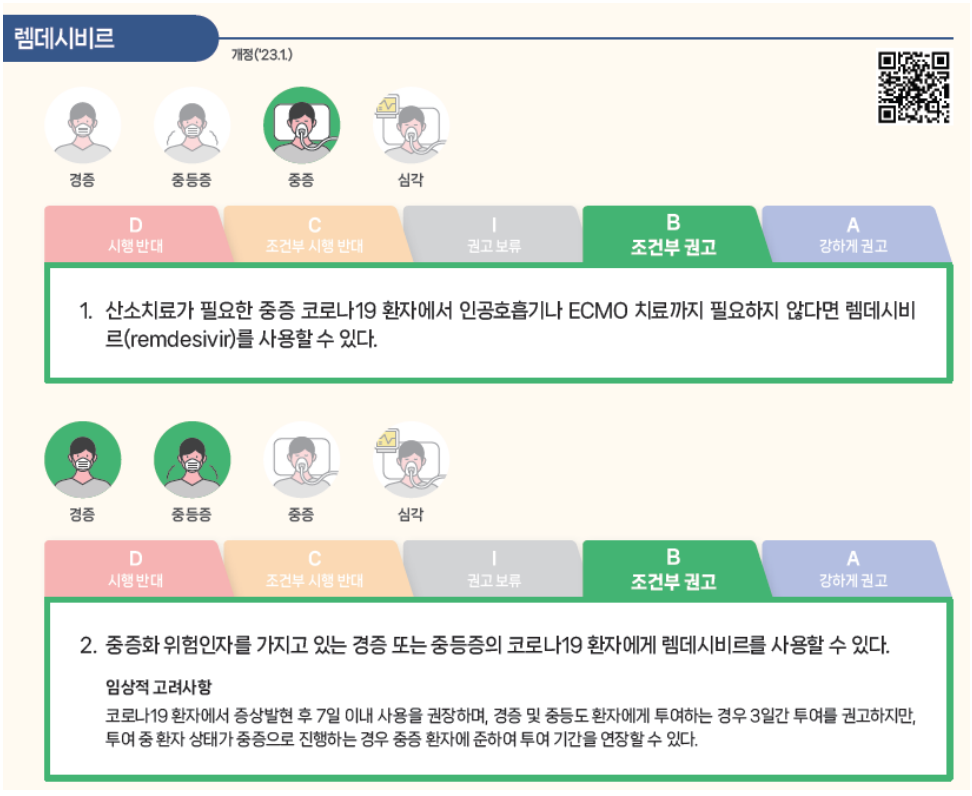 렘데시비르
개정('23.1.)
경증 중등증 중증 심각
D C I B A
시행 반대 조건부 시행 반대 권고 보류 조건부 권고 강하게 권고
1. 산소치료가 필요한 중증 코로나19 환자에서 인공호흡기나 ECMO 치료까지 필요하지 않다면 렘데시비
르(remdesivir)를 사용할 수 있다.
경증 중등증 중증 심각
D C I B A
시행 반대 조건부 시행 반대 권고 보류 조건부 권고 강하게 권고
2. 중증화 위험인자를 가지고 있는 경증 또는 중등증의 코로나19 환자에게 렘데시비르를 사용할 수 있다.
임상적 고려사항
코로나19 환자에서 증상발현 후 7일 이내 사용을 권장하며, 경증 및 중등도 환자에게 투여하는 경우 3일간 투여를 권고하지만,
투여 중 환자 상태가 중증으로 진행하는 경우 중증 환자에 준하여 투여 기간을 연장할 수 있다.